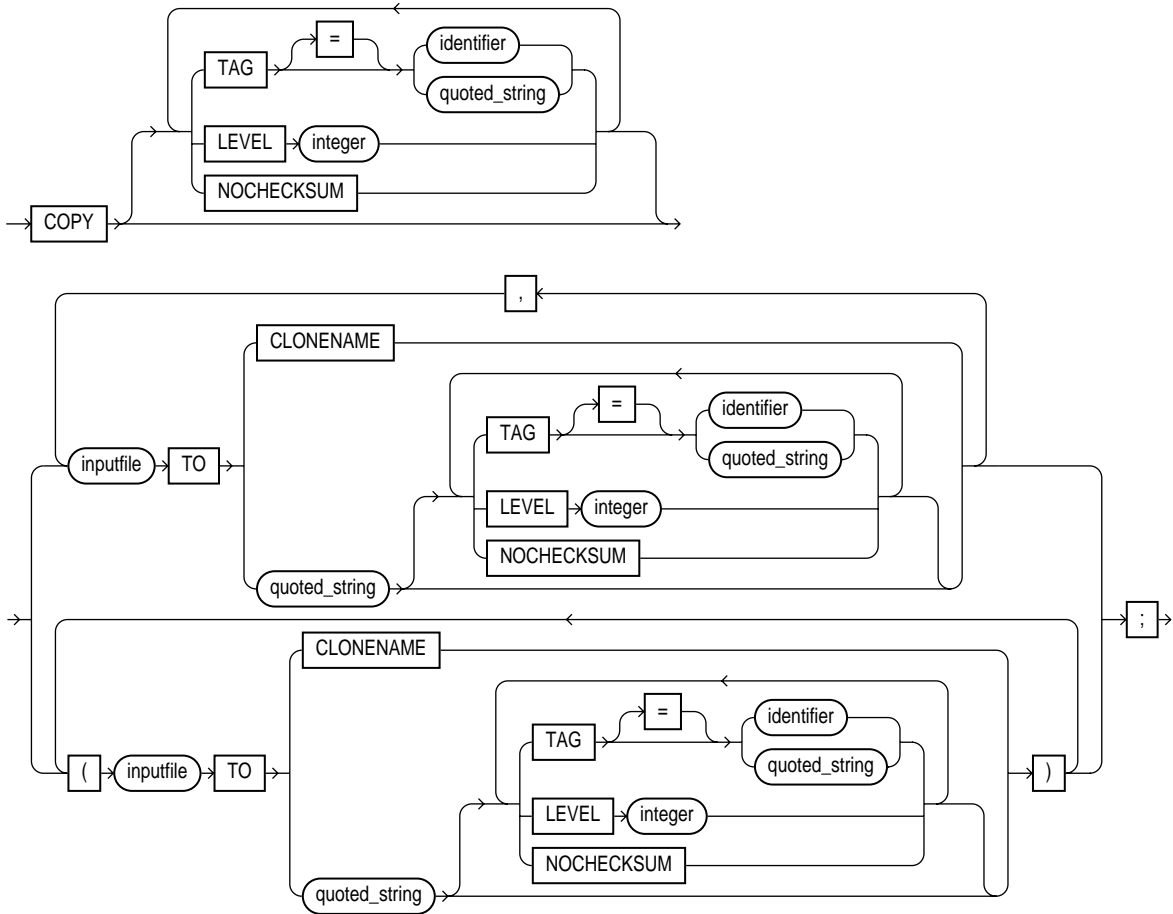 =
identifier
TAG
quoted_string
LEVEL integer
NOCHECKSUM
COPY
,
CLONENAME
=
identifier
TAG
inputfile TO
quoted_string
LEVEL integer
NOCHECKSUM
quoted_string
;
CLONENAME
=
identifier
TAG
( inputfile TO
quoted_string
)
LEVEL integer
NOCHECKSUM
quoted_string